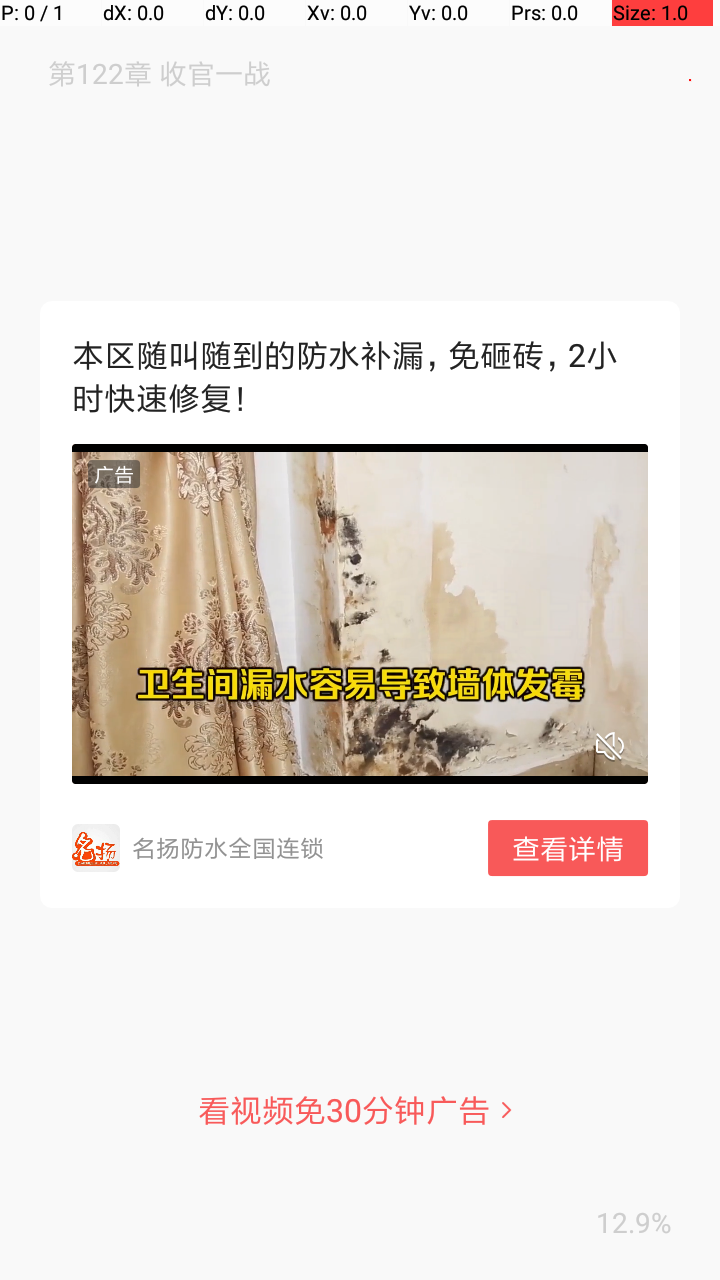 P: 0 / 1 dX: 0.0 dY: 0.0 Xv: 0.0 Yv: 0.0 Prs: 0.0 Size: 1.0
第122章 收官一战
本区随叫随到的防水补漏，免砸砖，2小
时快速修复！
广告
卫生间漏水容易导致墙体发霉
名扬
名扬防水全国连锁
查看详情
看视频免30分钟广告 >
12.9%